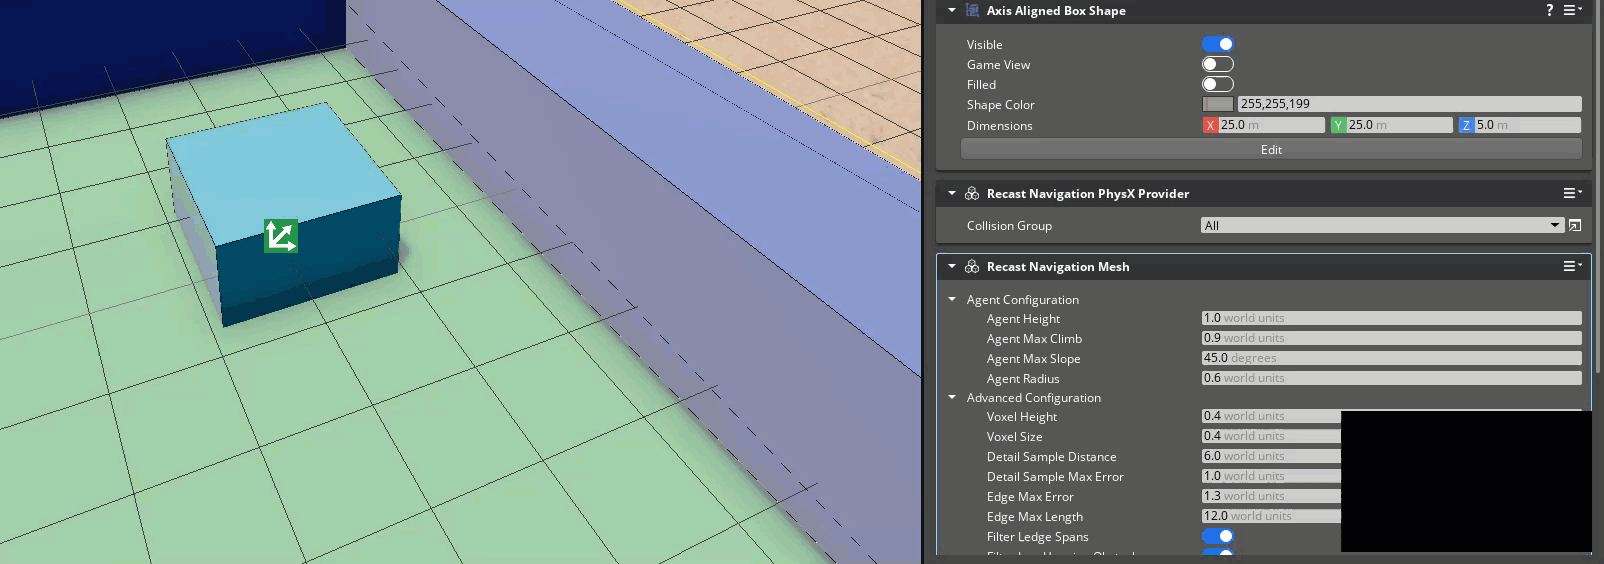 Axis Aligned Box Shape ?
Visible
Game View
Filled
Shape Color 255,255,199
Dimensions X 25.0 m Y 25.0 m Z 5.0 m
Edit
Recast Navigation PhysX Provider
Collision Group All
Recast Navigation Mesh
Agent Configuration
Agent Height 1.0 world units
Agent Max Climb 0.9 world units
Agent Max Slope 45.0 degrees
Agent Radius 0.6 world units
Advanced Configuration
Voxel Height 0.4 world units
Voxel Size 0.4 world units
Detail Sample Distance 6.0 world units
Detail Sample Max Error 1.0 world units
Edge Max Error 1.3 world units
Edge Max Length 12.0 world units
Filter Ledge Spans